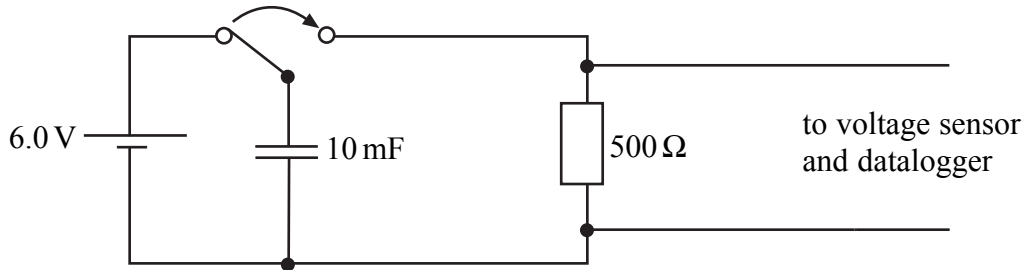 6.0 V
10 mF
500 Ω
to voltage sensor
and datalogger